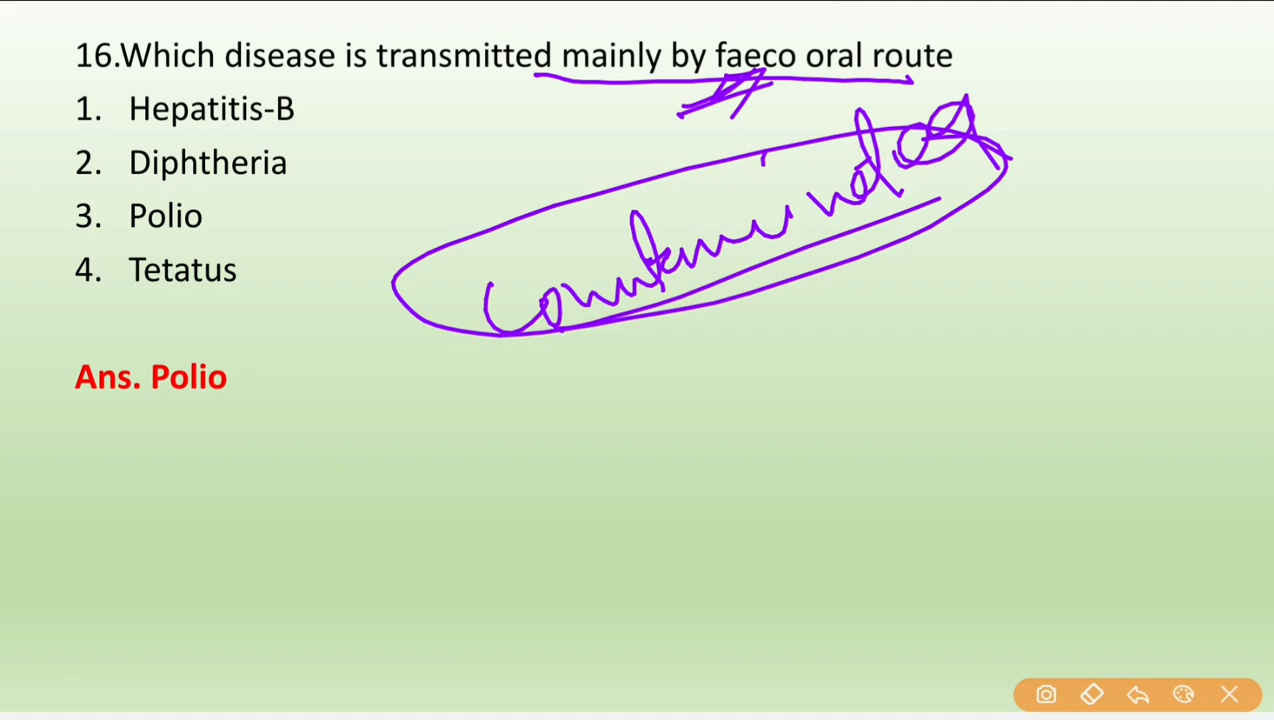 16.Which disease is transmitted mainly by faeco oral route
1. Hepatitis-B
2. Diphtheria
3. Polio
4. Tetatus
Ans. Polio